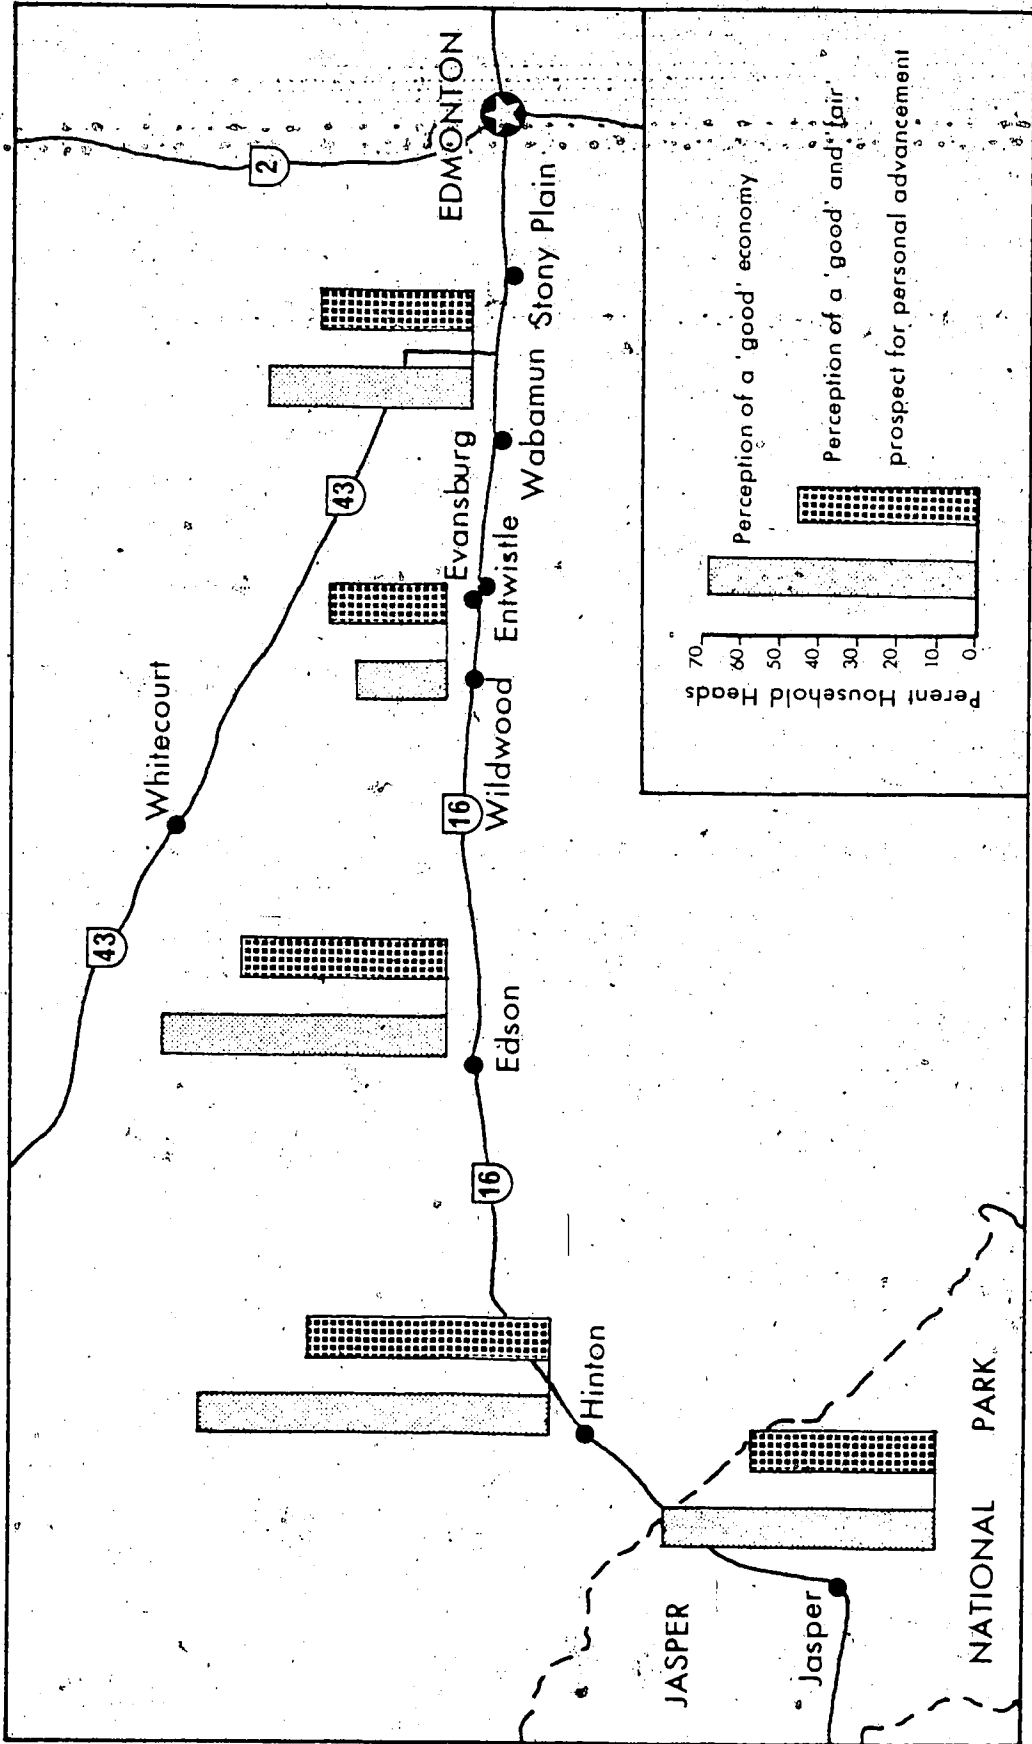 2
EDMONTON
43
Whitecourt
43
Stony Plain
Wabamun
Evansburg
Entwistle
Wildwood
16
Edson
16
Hinton
JASPER
Jasper
NATIONAL PARK
Perception of a 'good' economy
Perception of a 'good' and 'fair'
prospect for personal advancement
70
60
50
40
30
20
10
0
Perent Household Heads